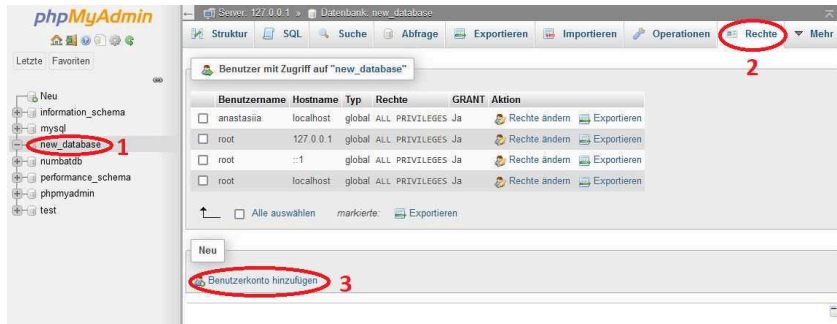 phpMyAdmin
Letzte Favoriten
Neu
information_schema
mysql
new_database 1
numbatdb
performance_schema
phpmyadmin
test
Server: 127.0.0.1 » Datenbank: new_database
Struktur SQL Suche Abfrage Exportieren Importieren Operationen Rechte Mehr
2
Benutzer mit Zugriff auf "new_database"
Benutzername Hostname Typ Rechte GRANT Aktion
anastasiia localhost global ALL PRIVILEGES Ja Rechte ändern Exportieren
root 127.0.0.1 global ALL PRIVILEGES Ja Rechte ändern Exportieren
root ::1 global ALL PRIVILEGES Ja Rechte ändern Exportieren
root localhost global ALL PRIVILEGES Ja Rechte ändern Exportieren
Alle auswählen markierte: Exportieren
Neu
Benutzerkonto hinzufügen 3